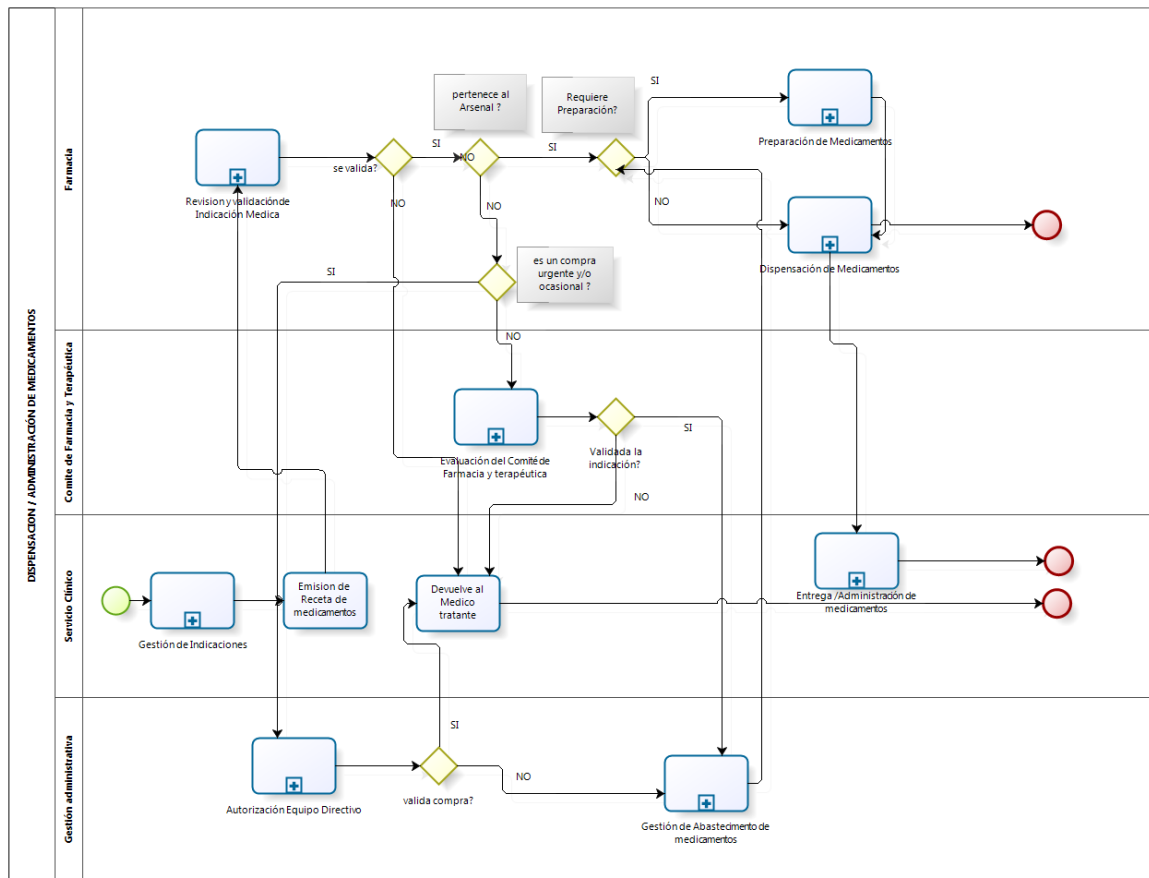 DISPENSACION / ADMINISTRACIÓN DE MEDICAMENTOS
Farmacia
pertenece al
Arsenal ?
Requiere
Preparación?
SI
Preparación de Medicamentos
SI
NO
SI
se valida?
Revision y validación de
Indicación Medica
NO
NO
NO
Dispensación de Medicamentos
SI
es un compra
urgente y/o
ocasional ?
NO
Comite de Farmacia y Terapéutica
SI
Evaluación del Comité de
Farmacia y terapéutica
Validada la
indicación?
NO
Servicio Clínico
Gestión de Indicaciones
Emision de
Receta de
medicamentos
Devuelve al
Medico
tratante
Entrega /Administración de
medicamentos
Gestión administrativa
SI
NO
Autorización Equipo Directivo
valida compra?
Gestión de Abastecimento de
medicamentos